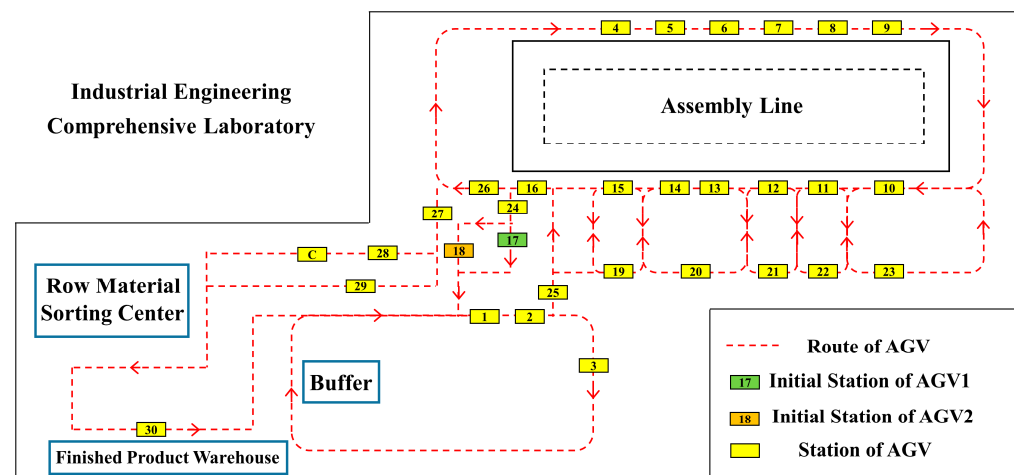 4 5 6 7 8 9
Industrial Engineering
Comprehensive Laboratory
Assembly Line
26 16 15 14 13 12 11 10
27 24
17
18
C 28
19 20 21 22 23
Row Material
Sorting Center
29
25
1 2
Route of AGV
3
Buffer
17 Initial Station of AGV1
18 Initial Station of AGV2
30
Station of AGV
Finished Product Warehouse